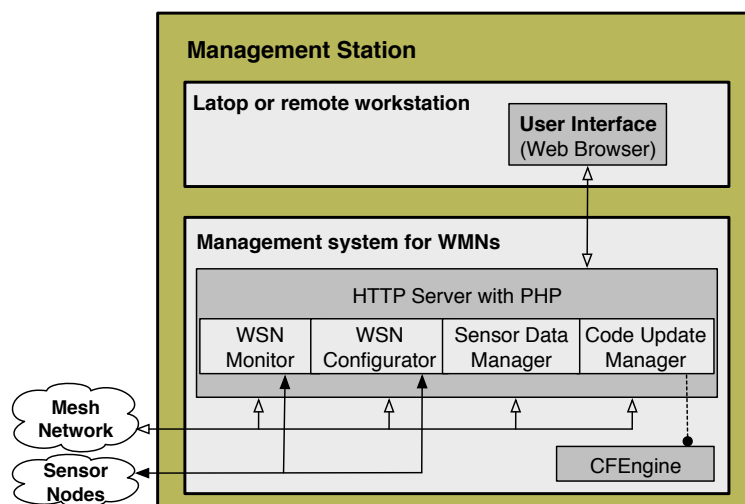 Management Station
Latop or remote workstation
User Interface
(Web Browser)
Management system for WMNs
HTTP Server with PHP
WSN
Monitor
WSN
Configurator
Sensor Data
Manager
Code Update
Manager
Mesh
Network
Sensor
Nodes
CFEngine